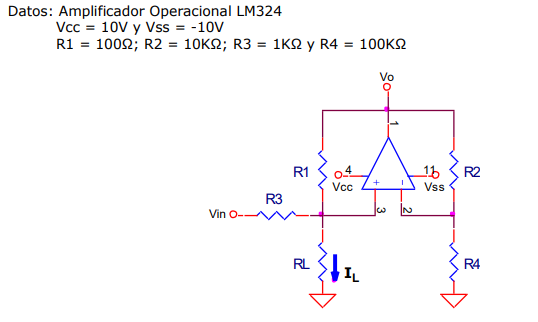 Datos: Amplificador Operacional LM324
Vcc = 10V y Vss = -10V
R1 = 100Ω; R2 = 10KΩ; R3 = 1KΩ y R4 = 100KΩ
Vo
1
R1
4
Vcc
+
-
11
Vss
R2
R3
Vin
3
2
RL
IL
R4